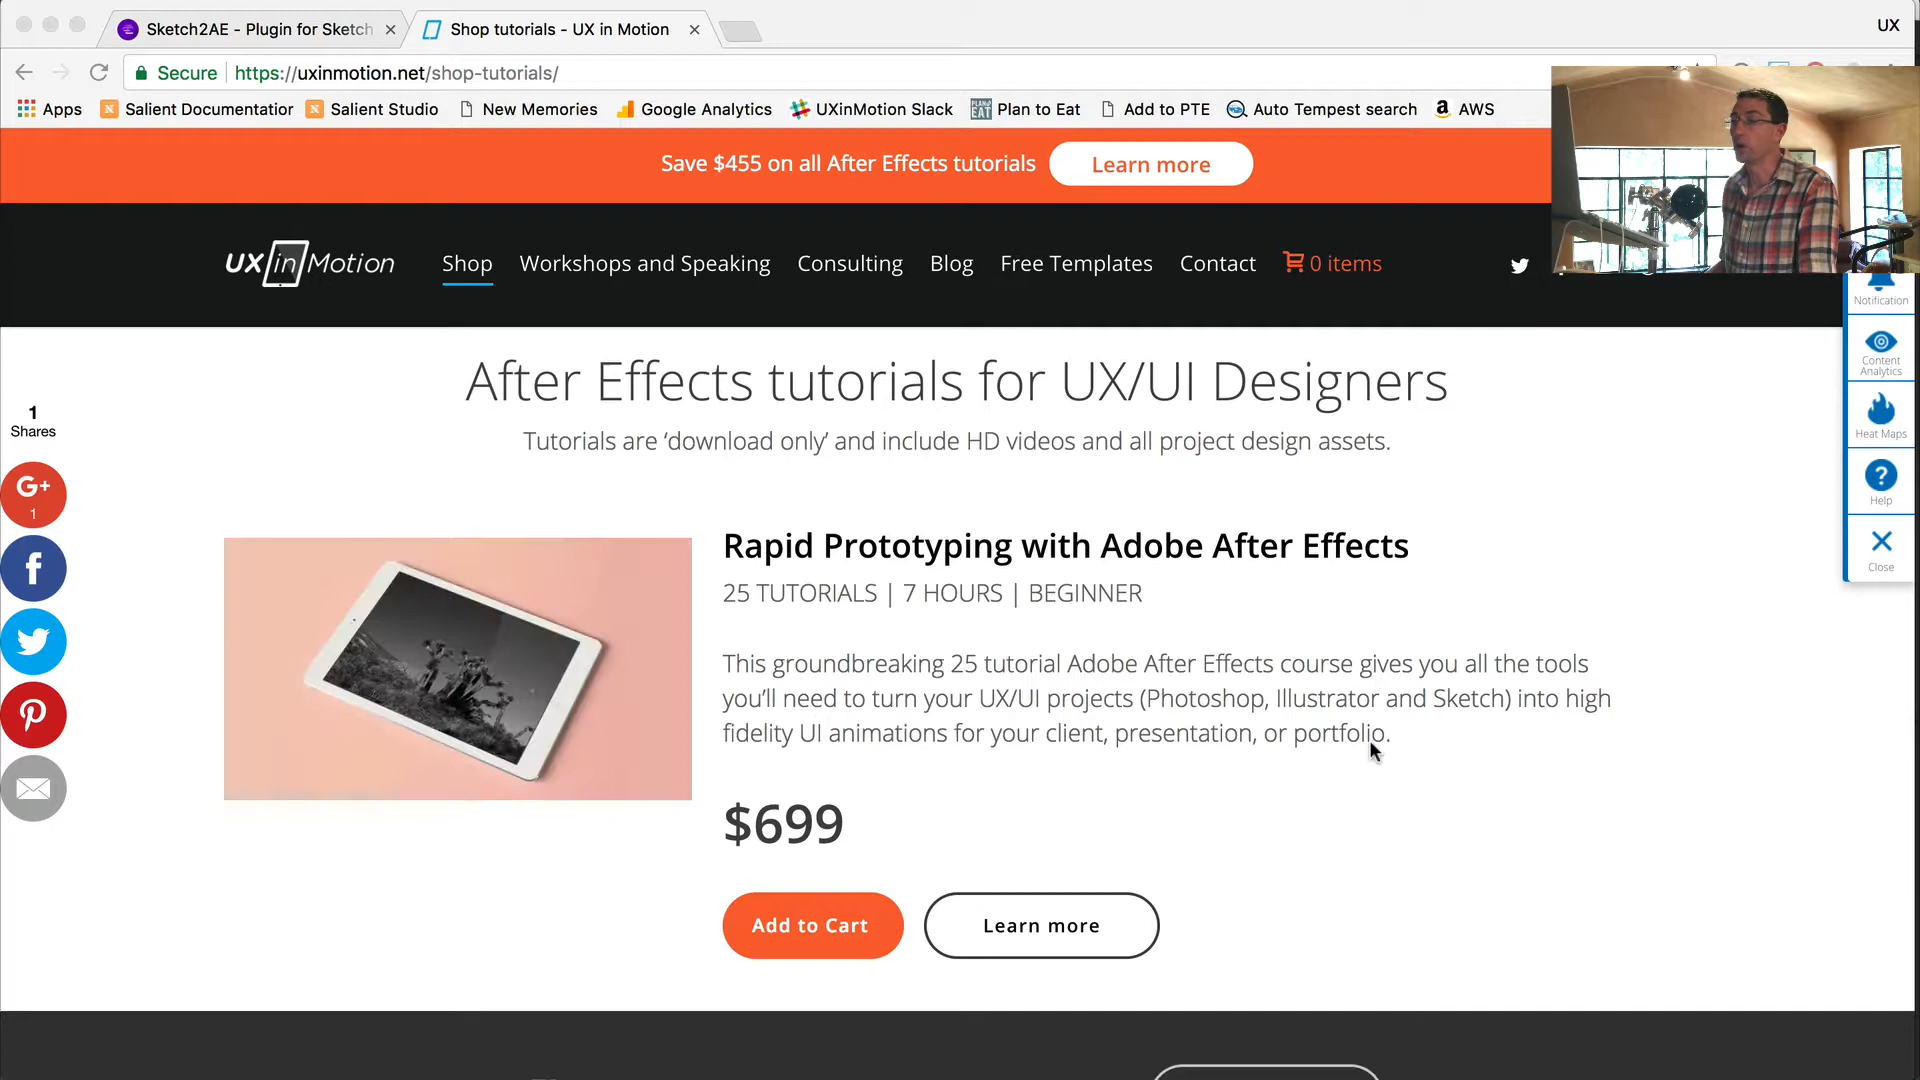 Sketch2AE - Plugin for Sketch
Shop tutorials - UX in Motion
UX
Secure
https://uxinmotion.net/shop-tutorials/
Apps
Salient Documentatior
Salient Studio
New Memories
Google Analytics
UXinMotion Slack
PLAN to EAT
Plan to Eat
Add to PTE
Auto Tempest search
AWS
Save $455 on all After Effects tutorials
Learn more
UX in Motion
Shop
Workshops and Speaking
Consulting
Blog
Free Templates
Contact
0 items
Notification
Content
Analytics
Heat Maps
Help
Close
After Effects tutorials for UX/UI Designers
Tutorials are ‘download only’ and include HD videos and all project design assets.
1
Shares
G+
1
Rapid Prototyping with Adobe After Effects
25 TUTORIALS | 7 HOURS | BEGINNER
This groundbreaking 25 tutorial Adobe After Effects course gives you all the tools
you’ll need to turn your UX/UI projects (Photoshop, Illustrator and Sketch) into high
fidelity UI animations for your client, presentation, or portfolio.
$699
Add to Cart
Learn more